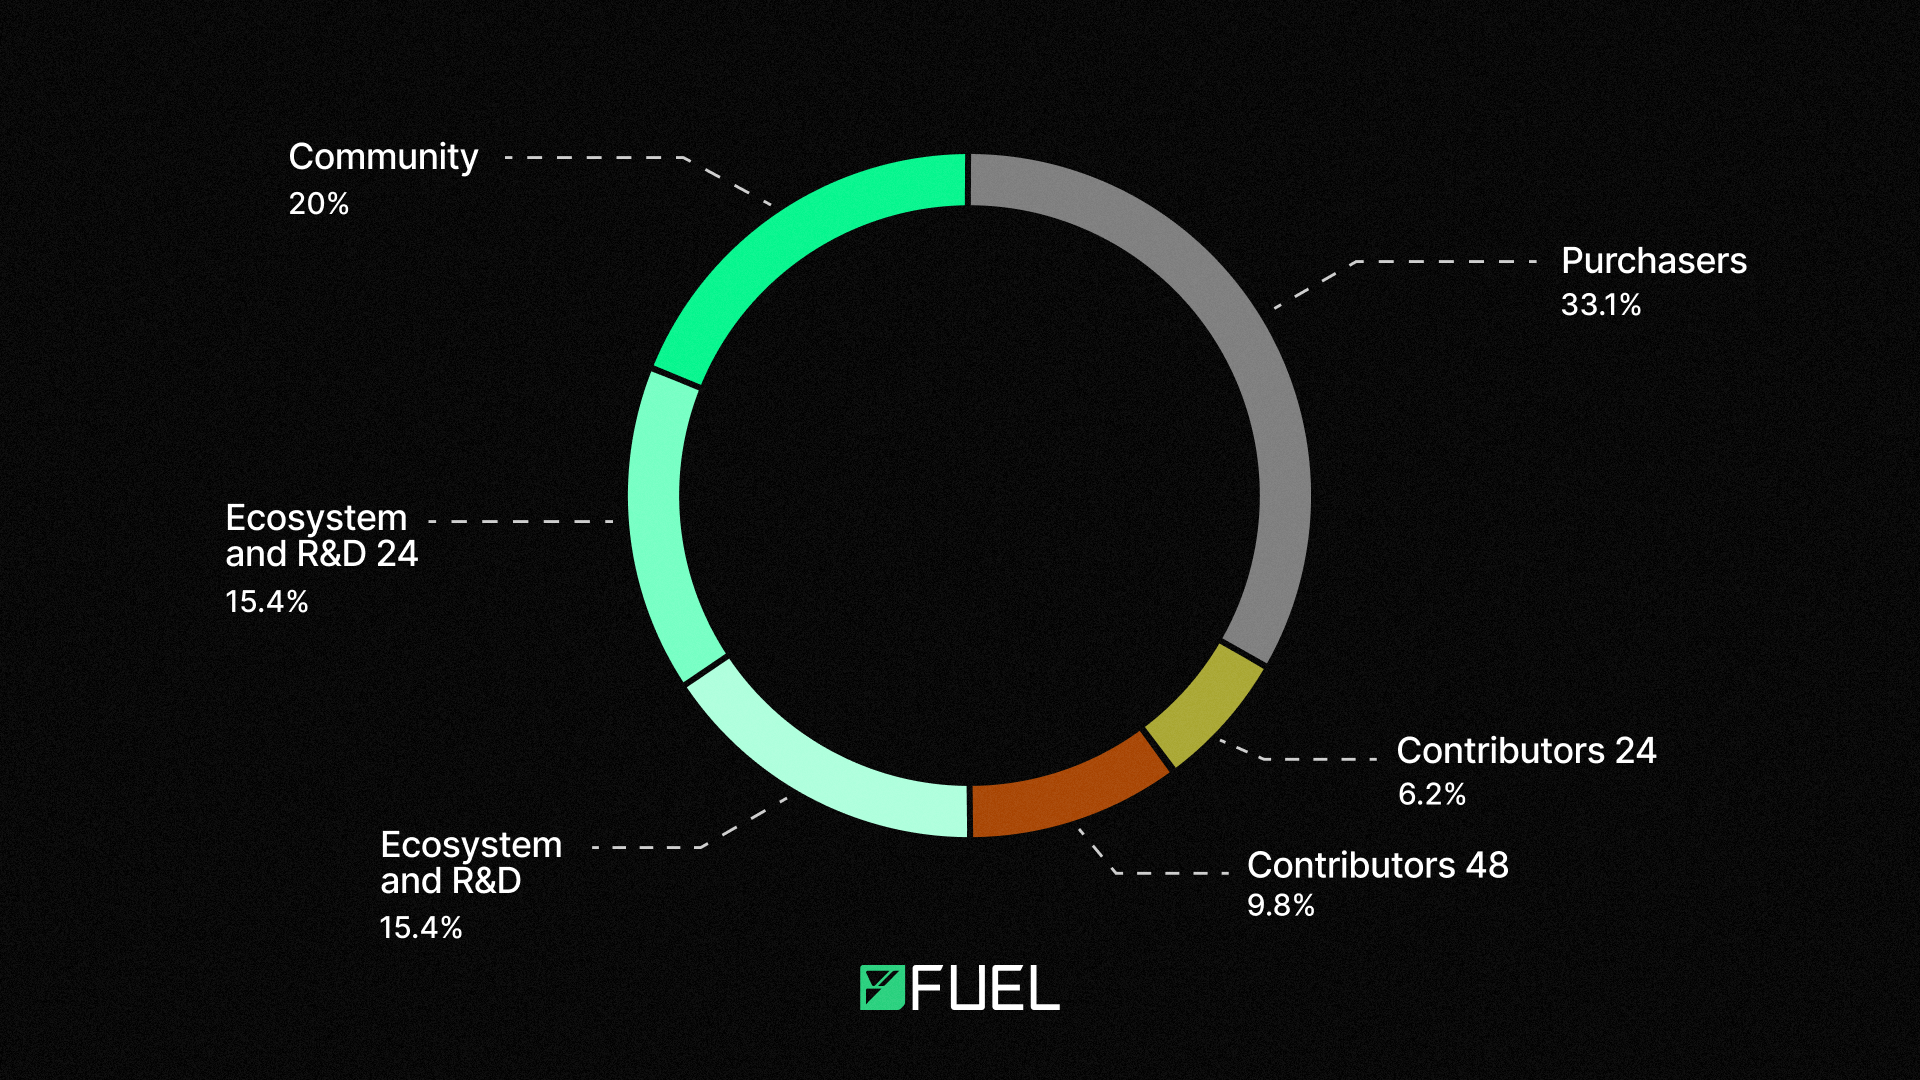 Community
20%
Purchasers
33.1%
Ecosystem
and R&D 24
15.4%
Contributors 24
6.2%
Ecosystem
and R&D
15.4%
Contributors 48
9.8%
FUEL